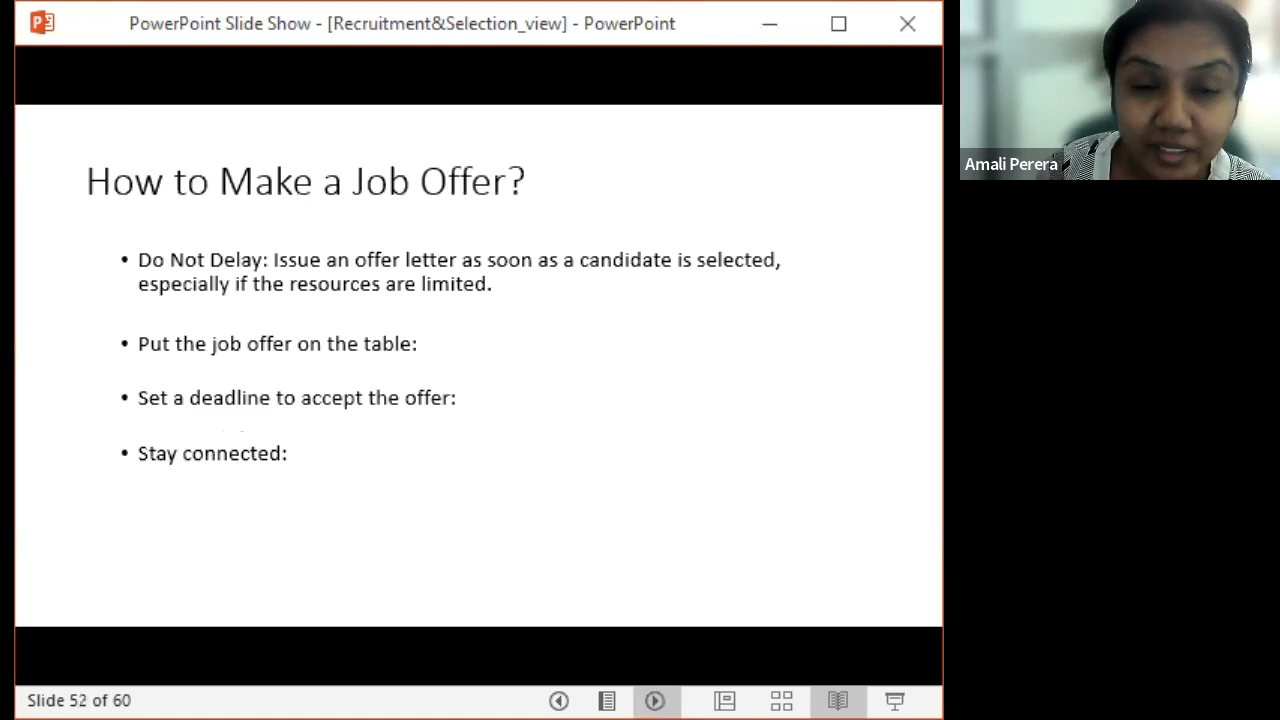 PowerPoint Slide Show - [Recruitment&Selection_view] - PowerPoint
Amali Perera
How to Make a Job Offer?
• Do Not Delay: Issue an offer letter as soon as a candidate is selected,
especially if the resources are limited.
• Put the job offer on the table:
• Set a deadline to accept the offer:
• Stay connected:
Slide 52 of 60